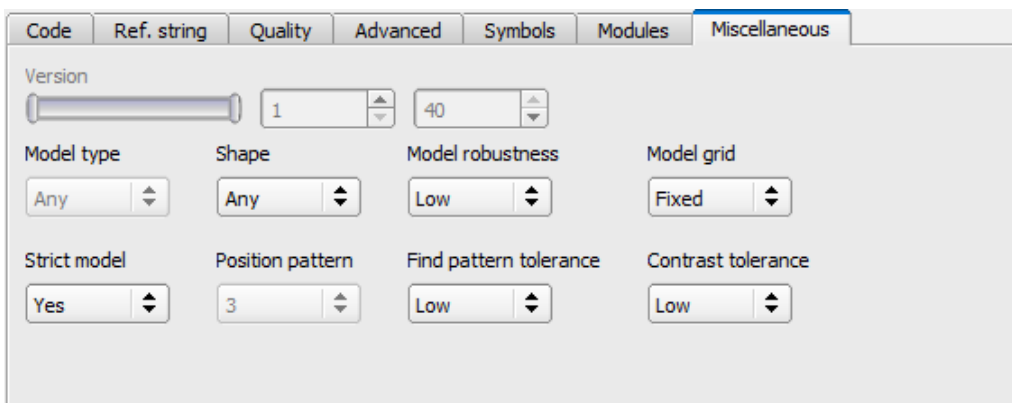 Code Ref. string Quality Advanced Symbols Modules Miscellaneous
Version
1 40
Model type Shape Model robustness Model grid
Any Any Low Fixed
Strict model Position pattern Find pattern tolerance Contrast tolerance
Yes 3 Low Low